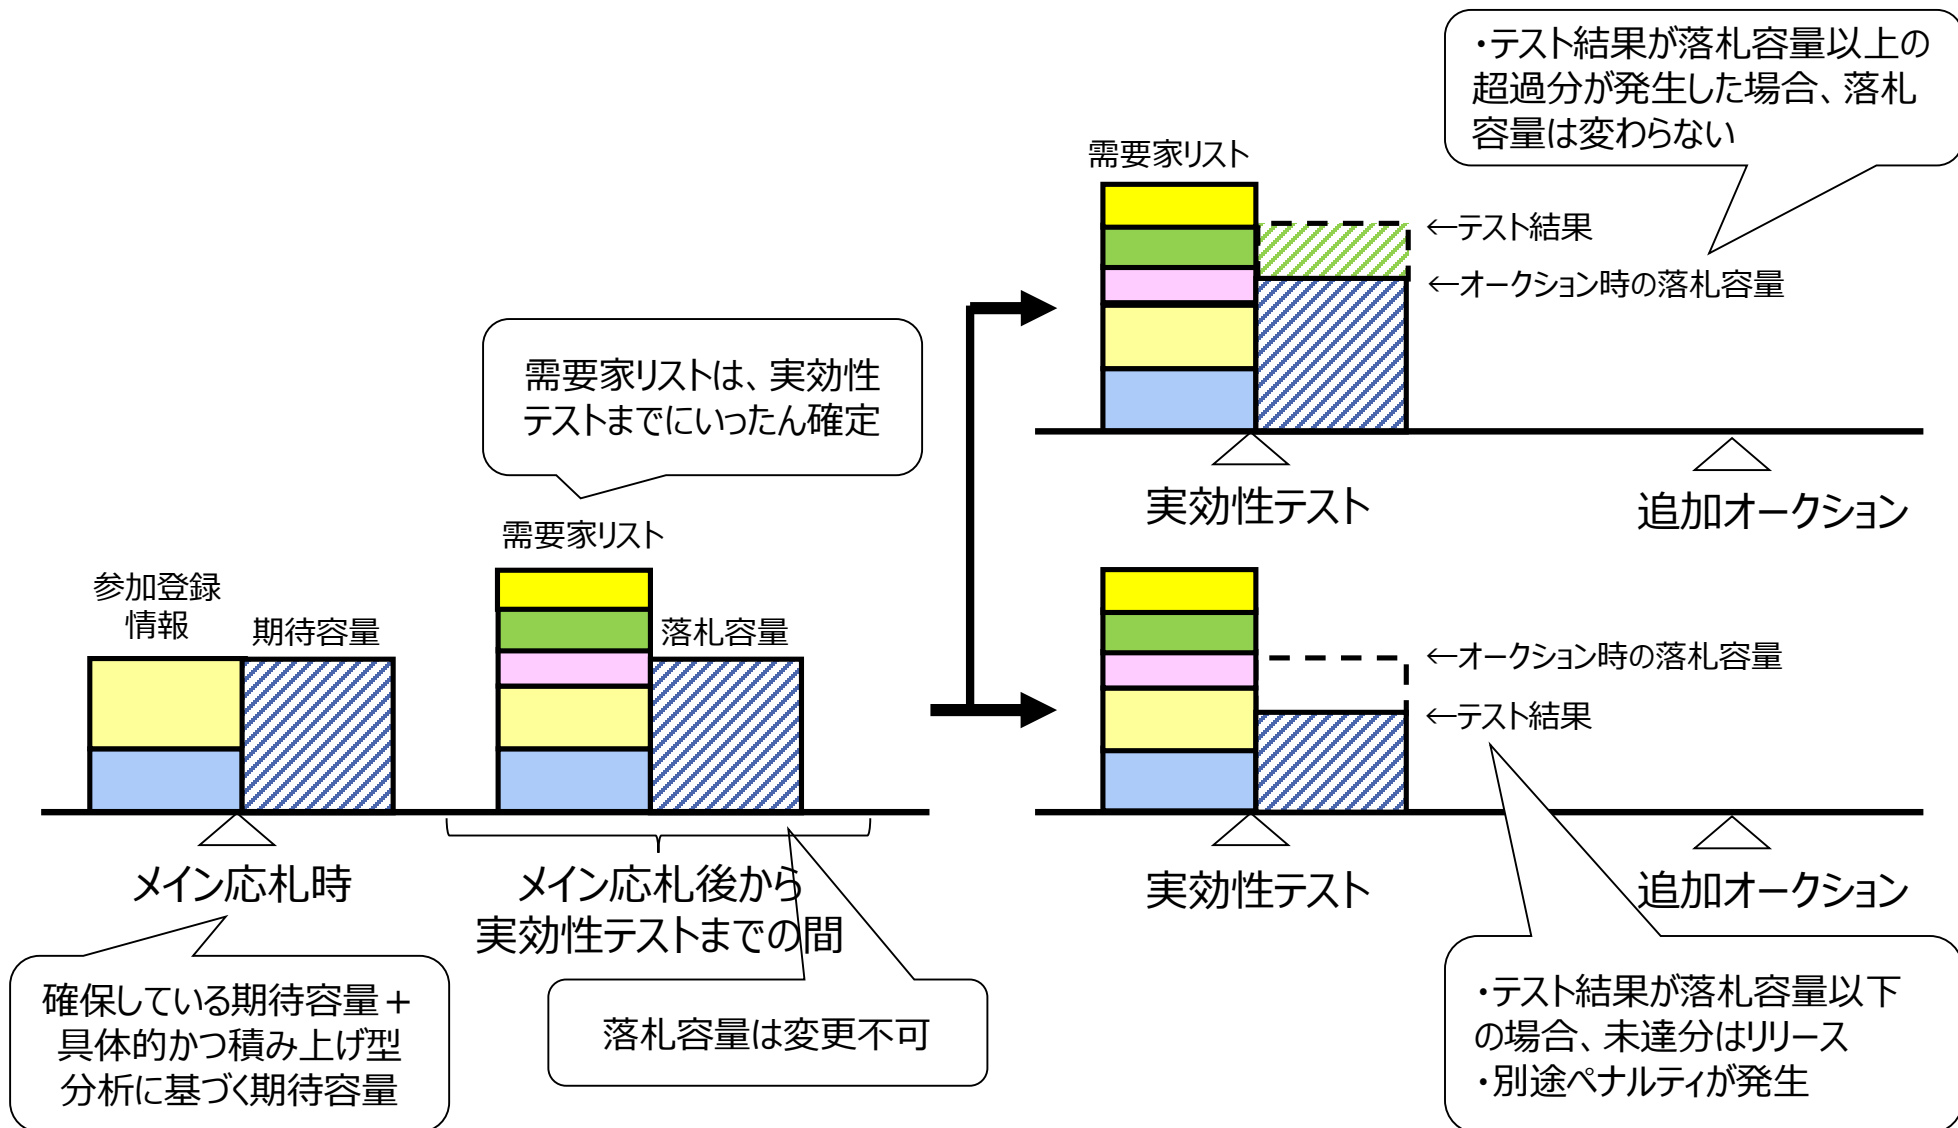 ・テスト結果が落札容量以上の
超過分が発生した場合、落札
容量は変わらない
需要家リスト
←テスト結果
←オークション時の落札容量
実効性テスト
追加オークション
需要家リストは、実効性
テストまでにいったん確定
需要家リスト
参加登録
情報
期待容量
落札容量
メイン応札時
メイン応札後から
実効性テストまでの間
確保している期待容量＋
具体的かつ積み上げ型
分析に基づく期待容量
落札容量は変更不可
←オークション時の落札容量
←テスト結果
実効性テスト
追加オークション
・テスト結果が落札容量以下
の場合、未達分はリリース
・別途ペナルティが発生